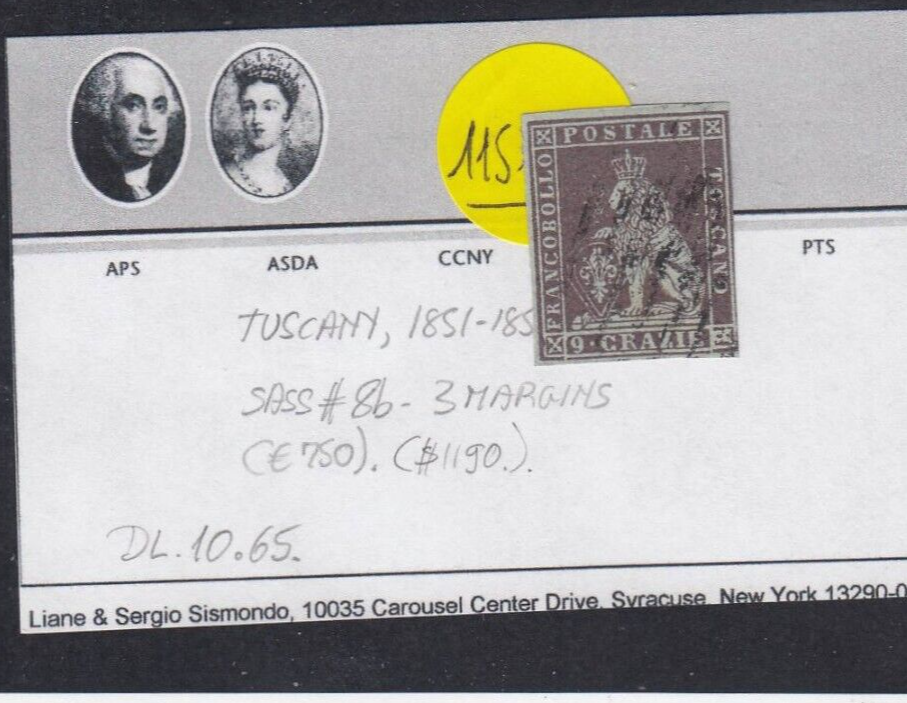 115
POSTALE
FRANCOBOLLO
TOSCANO
9·CRAZIE
APS
ASDA
CCNY
PTS
TUSCANY, 1851-185
SASS # 8b - 3 MARGINS
(€ 750). ($1190.).
DL.10.65.
Liane & Sergio Sismondo, 10035 Carousel Center Drive, Syracuse, New York 13290-0